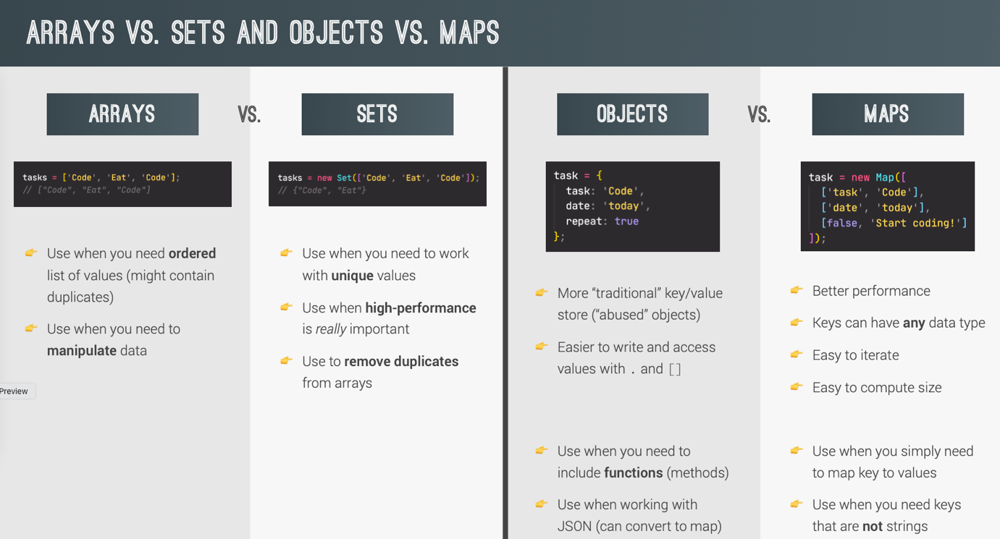 ARRAYS VS. SETS AND OBJECTS VS. MAPS
ARRAYS
tasks = ['Code', 'Eat', 'Code'];
// ["Code", "Eat", "Code"]
👉 Use when you need ordered
list of values (might contain
duplicates)
👉 Use when you need to
manipulate data
Preview
VS.
SETS
tasks = new Set(['Code', 'Eat', 'Code']);
// {"Code", "Eat"}
👉 Use when you need to work
with unique values
👉 Use when high-performance
is really important
👉 Use to remove duplicates
from arrays
OBJECTS
task = {
task: 'Code',
date: 'today',
repeat: true
};
👉 More “traditional” key/value
store (“abused” objects)
👉 Easier to write and access
values with . and []
👉 Use when you need to
include functions (methods)
👉 Use when working with
JSON (can convert to map)
VS.
MAPS
task = new Map([
['task', 'Code'],
['date', 'today'],
[false, 'Start coding!']
]);
👉 Better performance
👉 Keys can have any data type
👉 Easy to iterate
👉 Easy to compute size
👉 Use when you simply need
to map key to values
👉 Use when you need keys
that are not strings